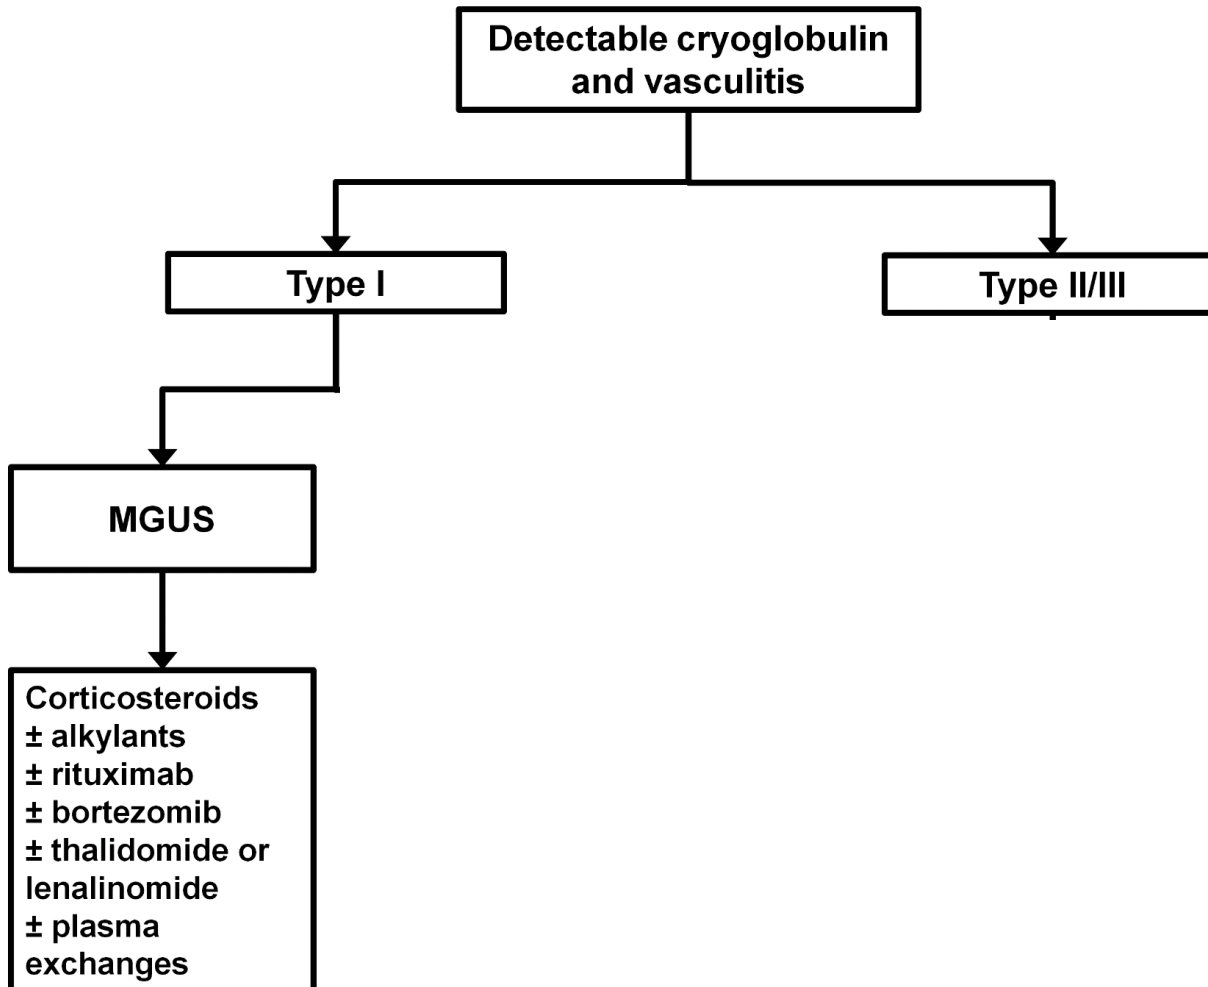 Detectable cryoglobulin
and vasculitis
Type I
Type II/III
MGUS
Corticosteroids
± alkylants
± rituximab
± bortezomib
± thalidomide or
lenalinomide
± plasma
exchanges